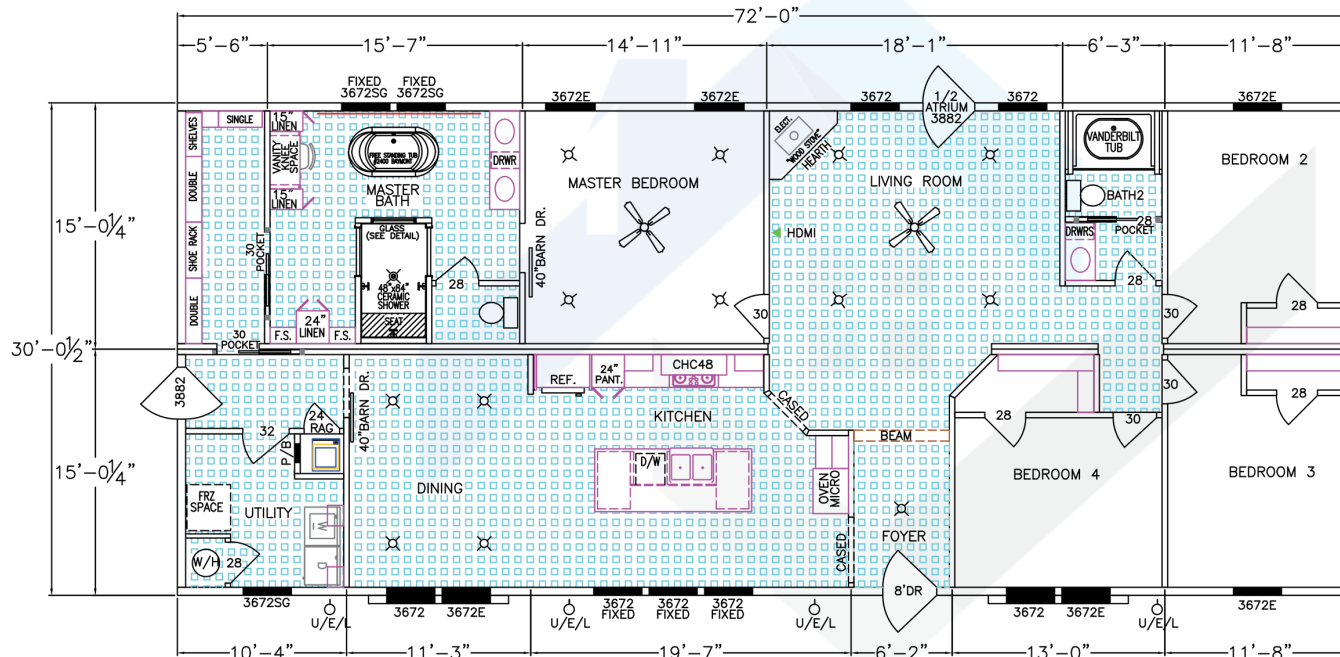 72'-0"
5'-6"
15'-7"
14'-11"
18'-1"
6'-3"
11'-8"
FIXED
3672SG
FIXED
3672SG
3672E
3672E
3672
1/2
ATRIUM
3882
3672
3672E
SHELVES
SINGLE
15"
LINEN
VANITY
KNEE
SPACE
15"
LINEN
FREE STANDING TUB
DRWR
MASTER
BATH
MASTER BEDROOM
ELECT.
"WOOD STOVE"
HEARTH
LIVING ROOM
VANDERBILT
TUB
BEDROOM 2
DOUBLE
BATH2
28
POCKET
DRWRS
28
15'-0¼"
SHOE RACK
30
POCKET
GLASS
(SEE DETAIL)
40"BARN DR.
HDMI
48"x84"
CERAMIC
SHOWER
SEAT
28
DOUBLE
F.S.
24"
LINEN
F.S.
30
30
28
30'-0½"
30
POCKET
3882
REF.
24"
PANT.
CHC48
KITCHEN
CASED
28
30
30
28
40"BARN DR.
24
RAG
32
P/B
BEAM
D/W
OVEN
MICRO
BEDROOM 4
BEDROOM 3
15'-0¼"
DINING
FRZ
SPACE
UTILITY
W
D
W/H
28
FOYER
CASED
8'DR
3672SG
U/E/L
3672
3672E
U/E/L
3672
FIXED
3672
FIXED
3672
FIXED
U/E/L
3672
3672E
U/E/L
3672E
10'-4"
11'-3"
19'-7"
6'-2"
13'-0"
11'-8"